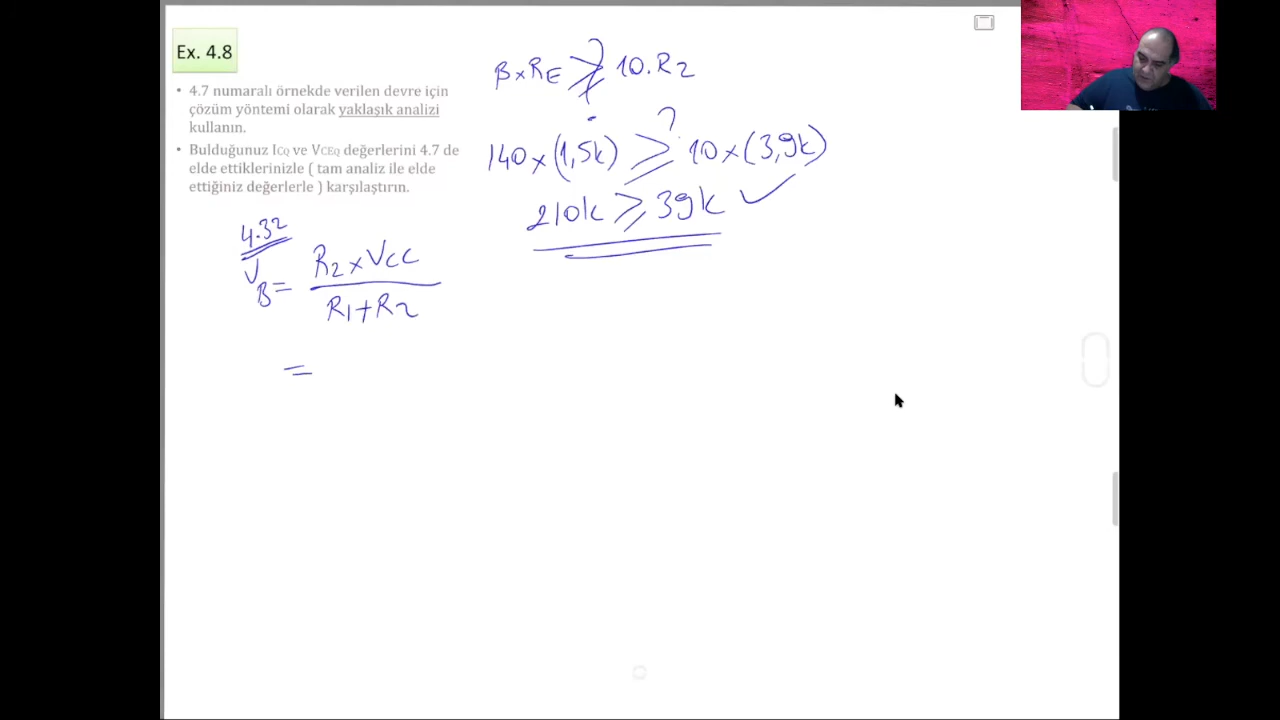 Ex. 4.8
• 4.7 numaralı örnekde verilen devre için
çözüm yöntemi olarak yaklaşık analizi
kullanın.
• Bulduğunuz ICQ ve VCEQ değerlerini 4.7 de
elde ettiklerinizle ( tam analiz ile elde
ettiğiniz değerlerle ) karşılaştırın.
β×RE ≥? 10.R2
140×(1,5k) ≥? 10×(3,9k)
210k ≥ 39k ✓
4.32
VB = R2×VCC
R1+R2
=